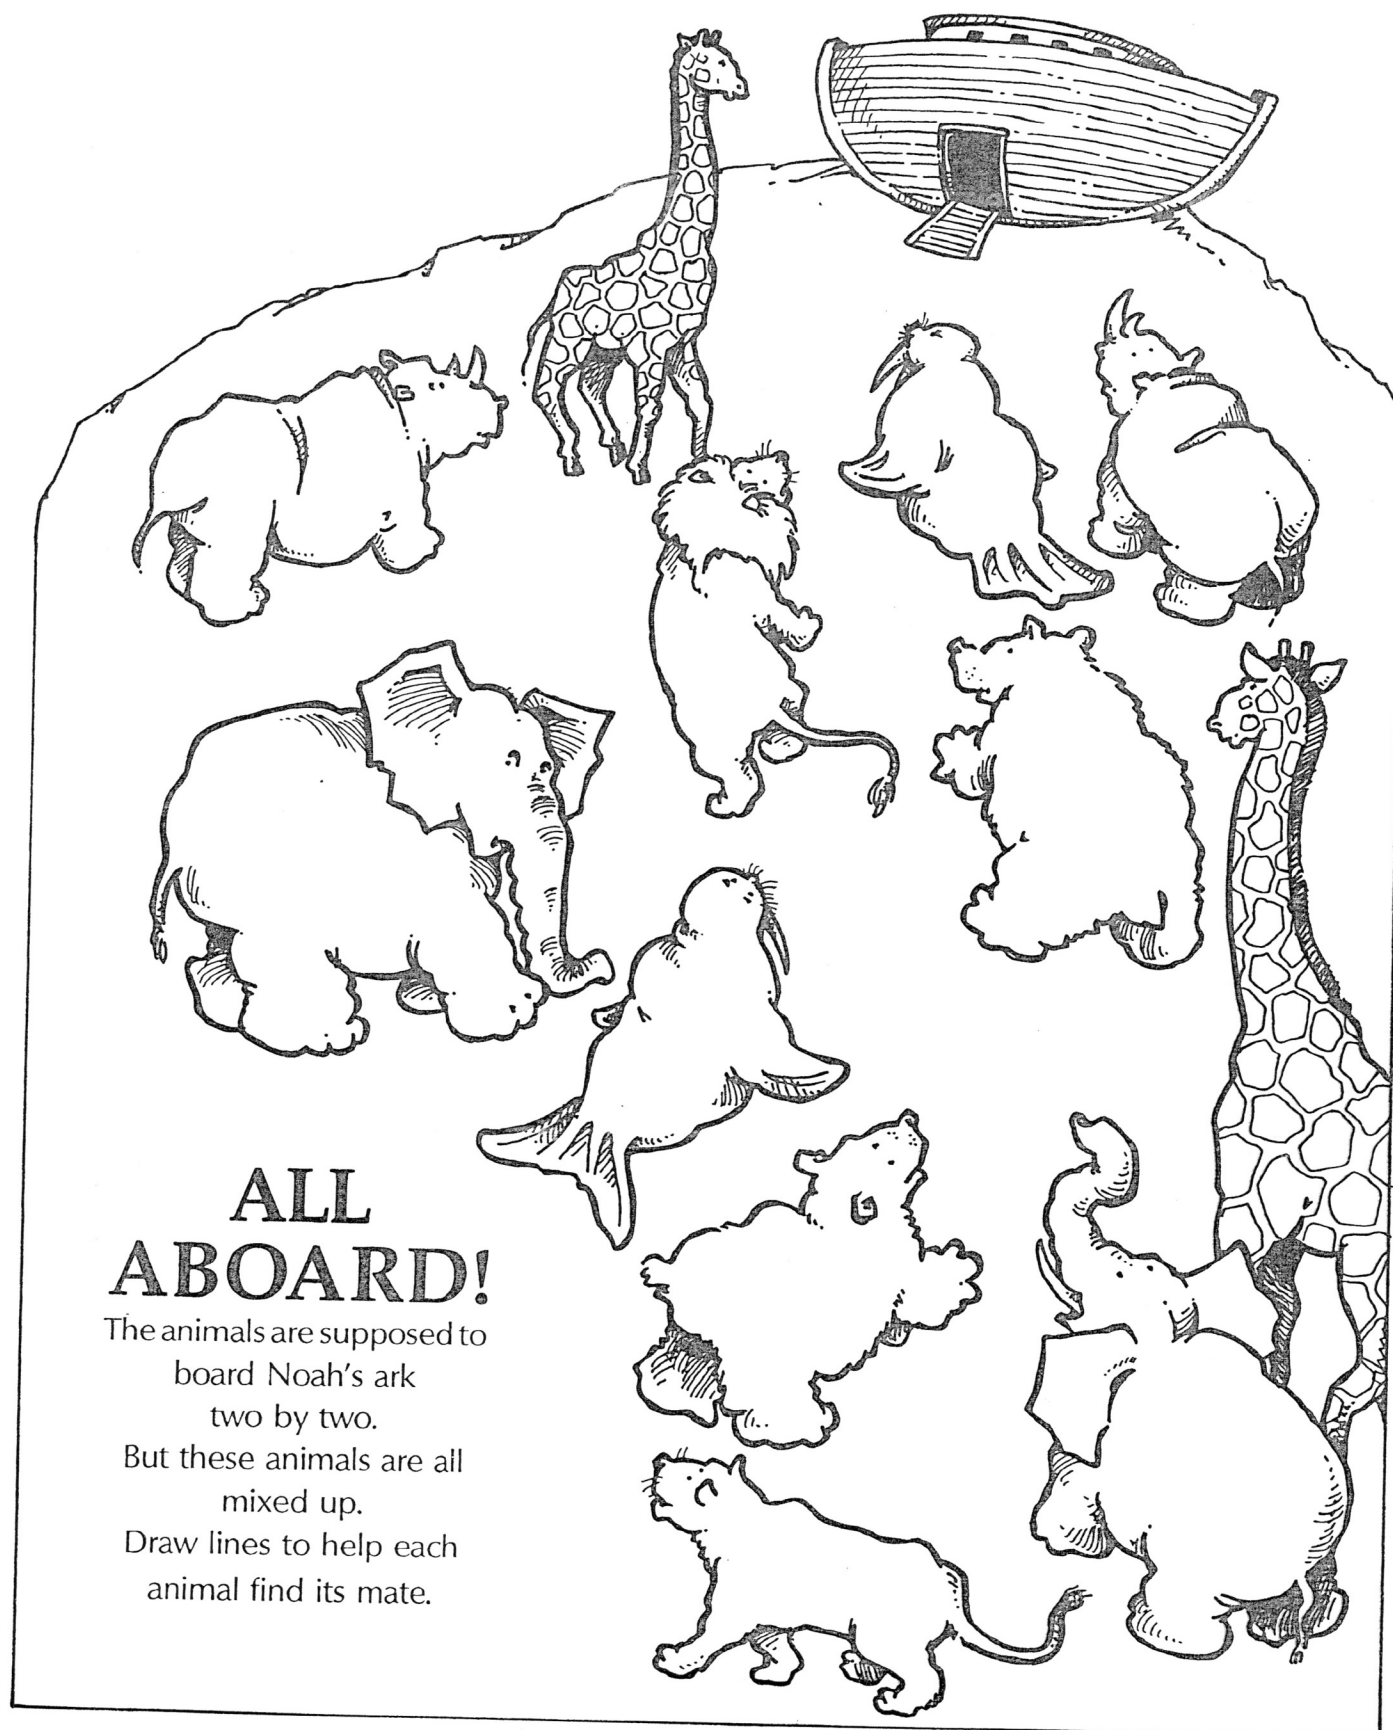 ALL
ABOARD!
The animals are supposed to
board Noah's ark
two by two.
But these animals are all
mixed up.
Draw lines to help each
animal find its mate.